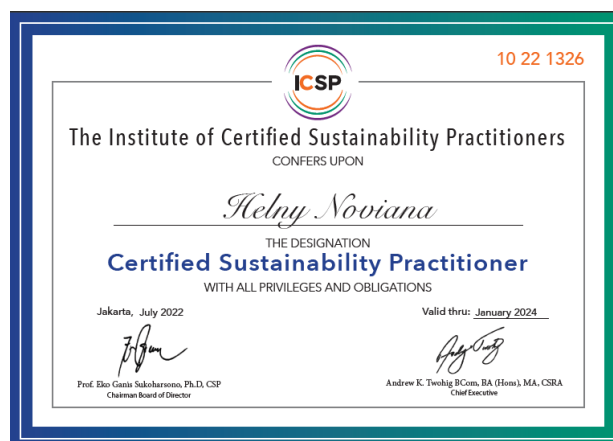 10 22 1326
ICSP
The Institute of Certified Sustainability Practitioners
CONFERS UPON
Helny Noviana
THE DESIGNATION
Certified Sustainability Practitioner
WITH ALL PRIVILEGES AND OBLIGATIONS
Jakarta, July 2022
Valid thru: January 2024
Prof. Eko Ganis Sukoharsono, Ph.D, CSP
Chairman Board of Director
Andrew K. Twohig BCom, BA (Hons), MA, CSRA
Chief Executive